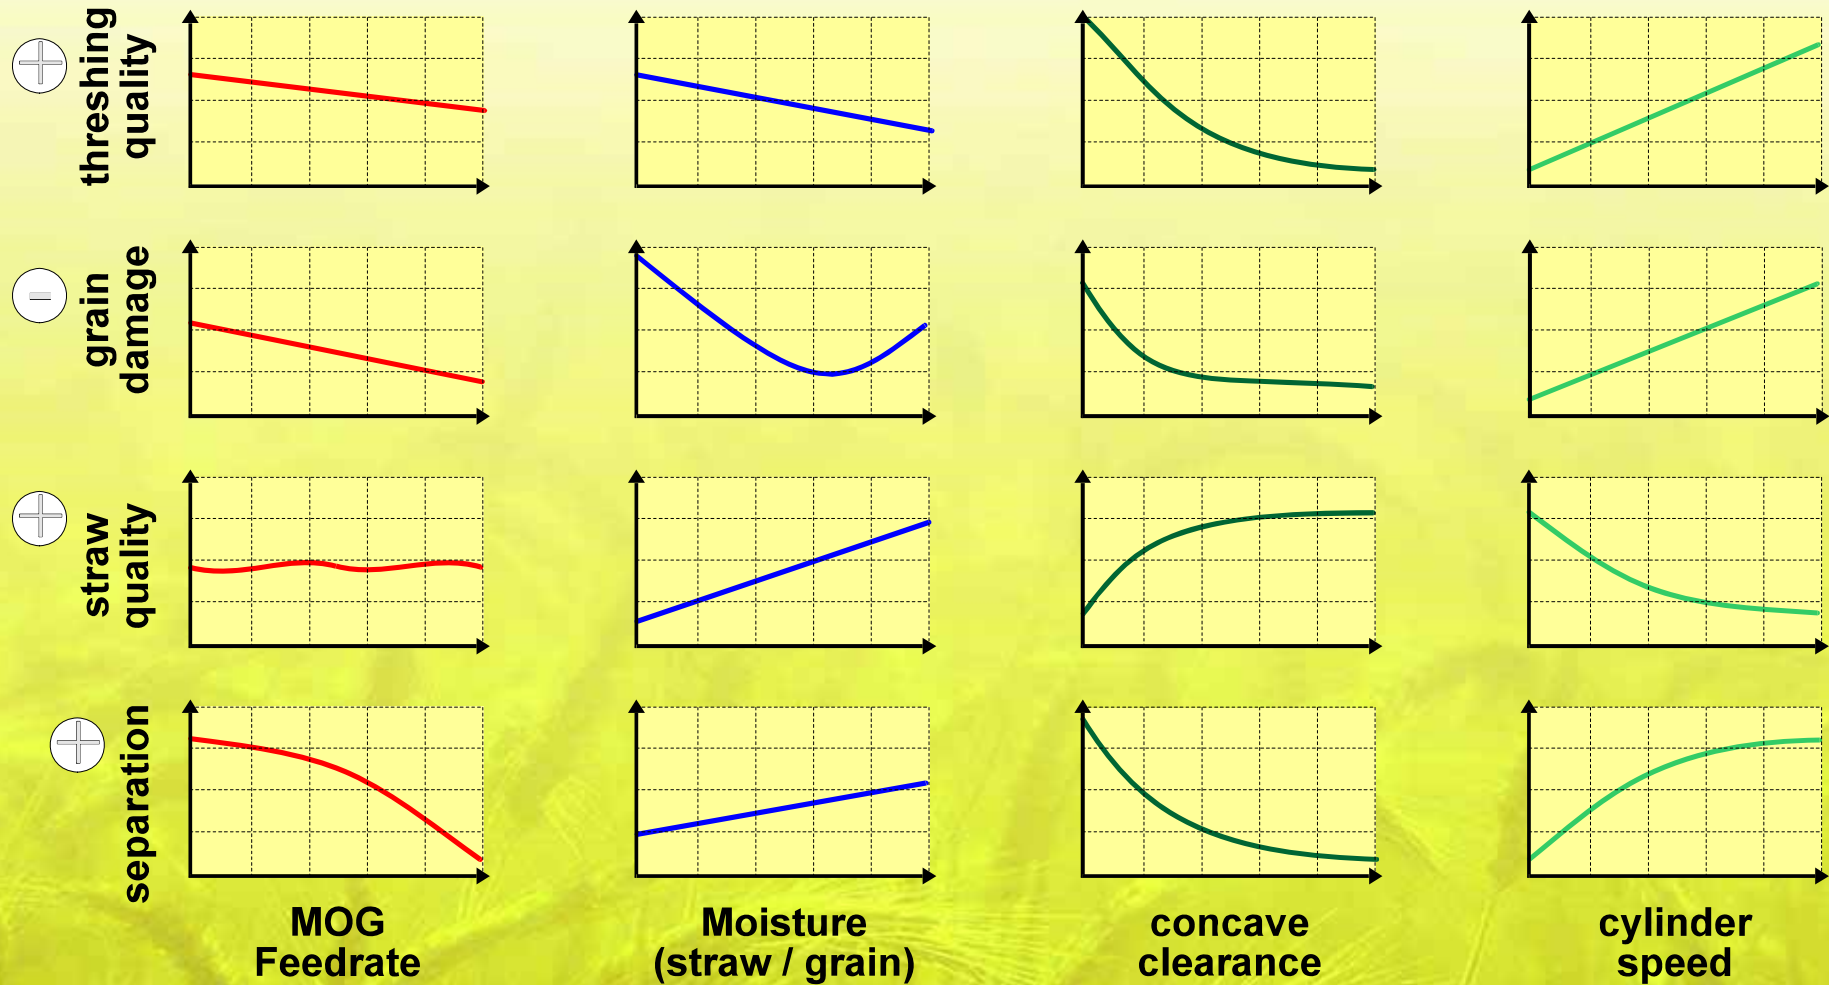 threshing
quality
grain
damage
straw
quality
separation
MOG
Feedrate
Moisture
(straw / grain)
concave
clearance
cylinder
speed